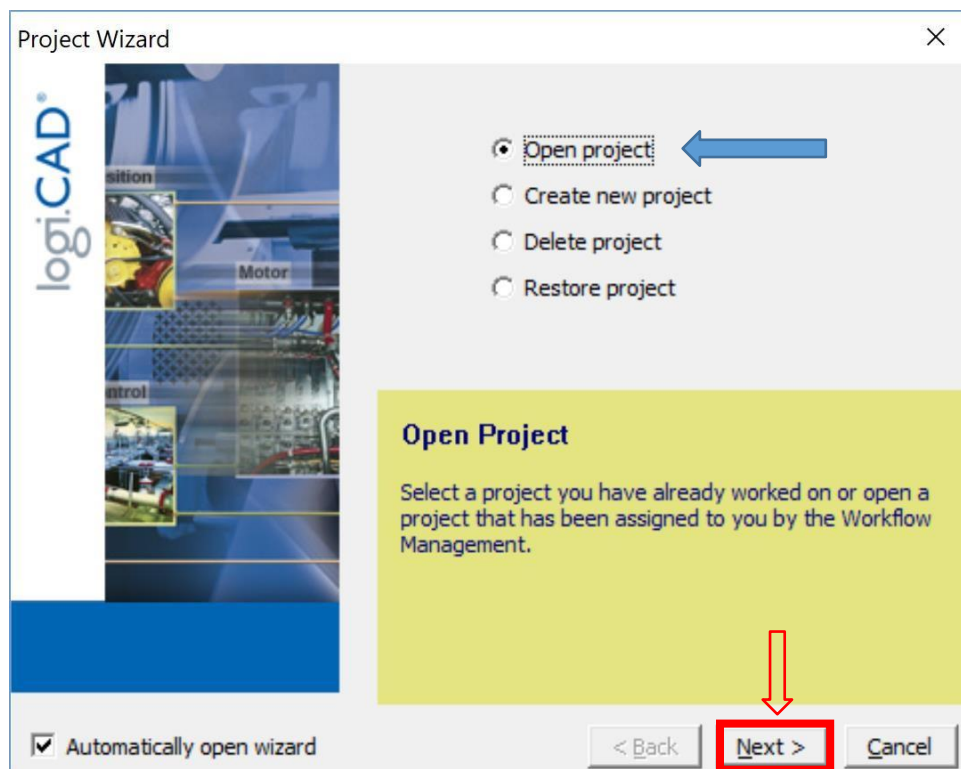 Project Wizard
logi.CAD®
sition
Motor
ntrol
Open project
Create new project
Delete project
Restore project
Open Project
Select a project you have already worked on or open a
project that has been assigned to you by the Workflow
Management.
Automatically open wizard
< Back
Next >
Cancel